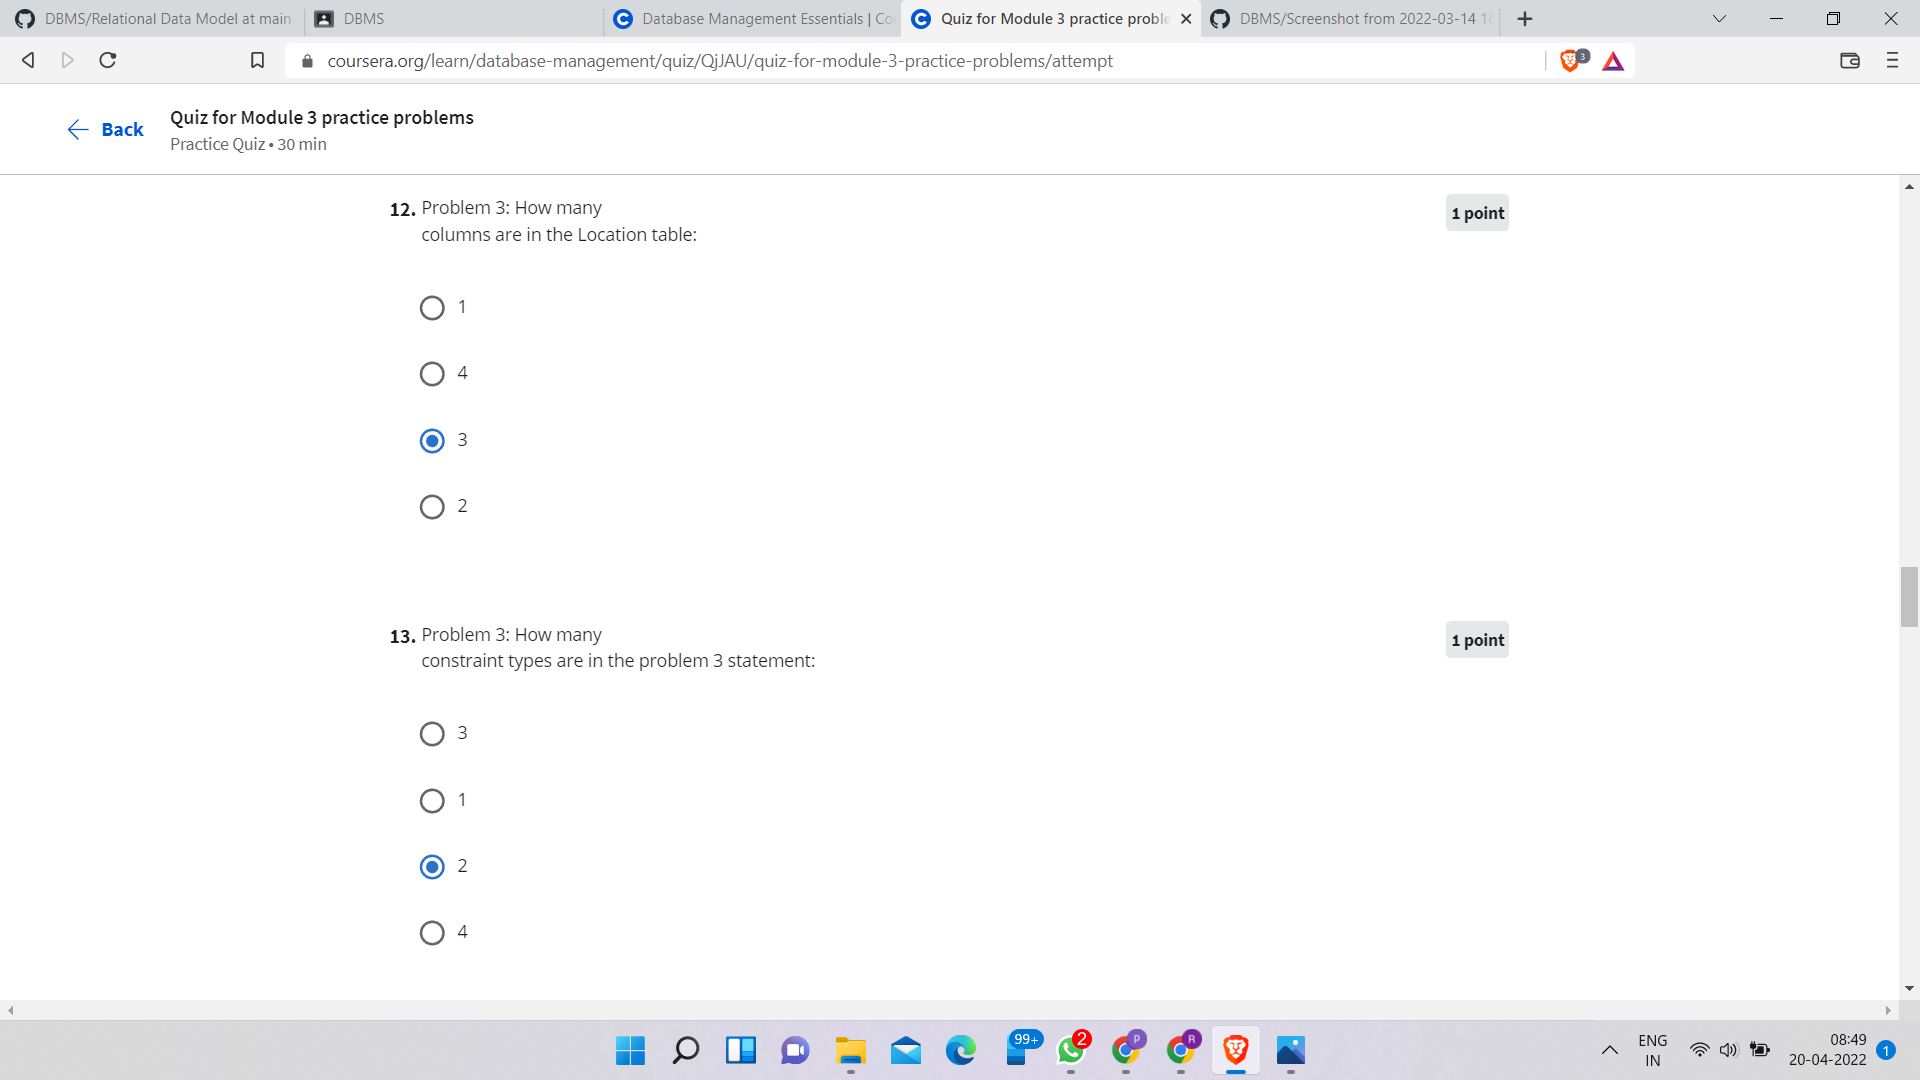 DBMS/Relational Data Model at main
DBMS
Database Management Essentials | Co
Quiz for Module 3 practice proble
DBMS/Screenshot from 2022-03-14 16
coursera.org/learn/database-management/quiz/QjJAU/quiz-for-module-3-practice-problems/attempt
3
Back
Quiz for Module 3 practice problems
Practice Quiz • 30 min
12. Problem 3: How many
columns are in the Location table:
1 point
1
4
3
2
13. Problem 3: How many
constraint types are in the problem 3 statement:
1 point
3
1
2
4
99+
2
P
R
ENG
IN
08:49
20-04-2022
1